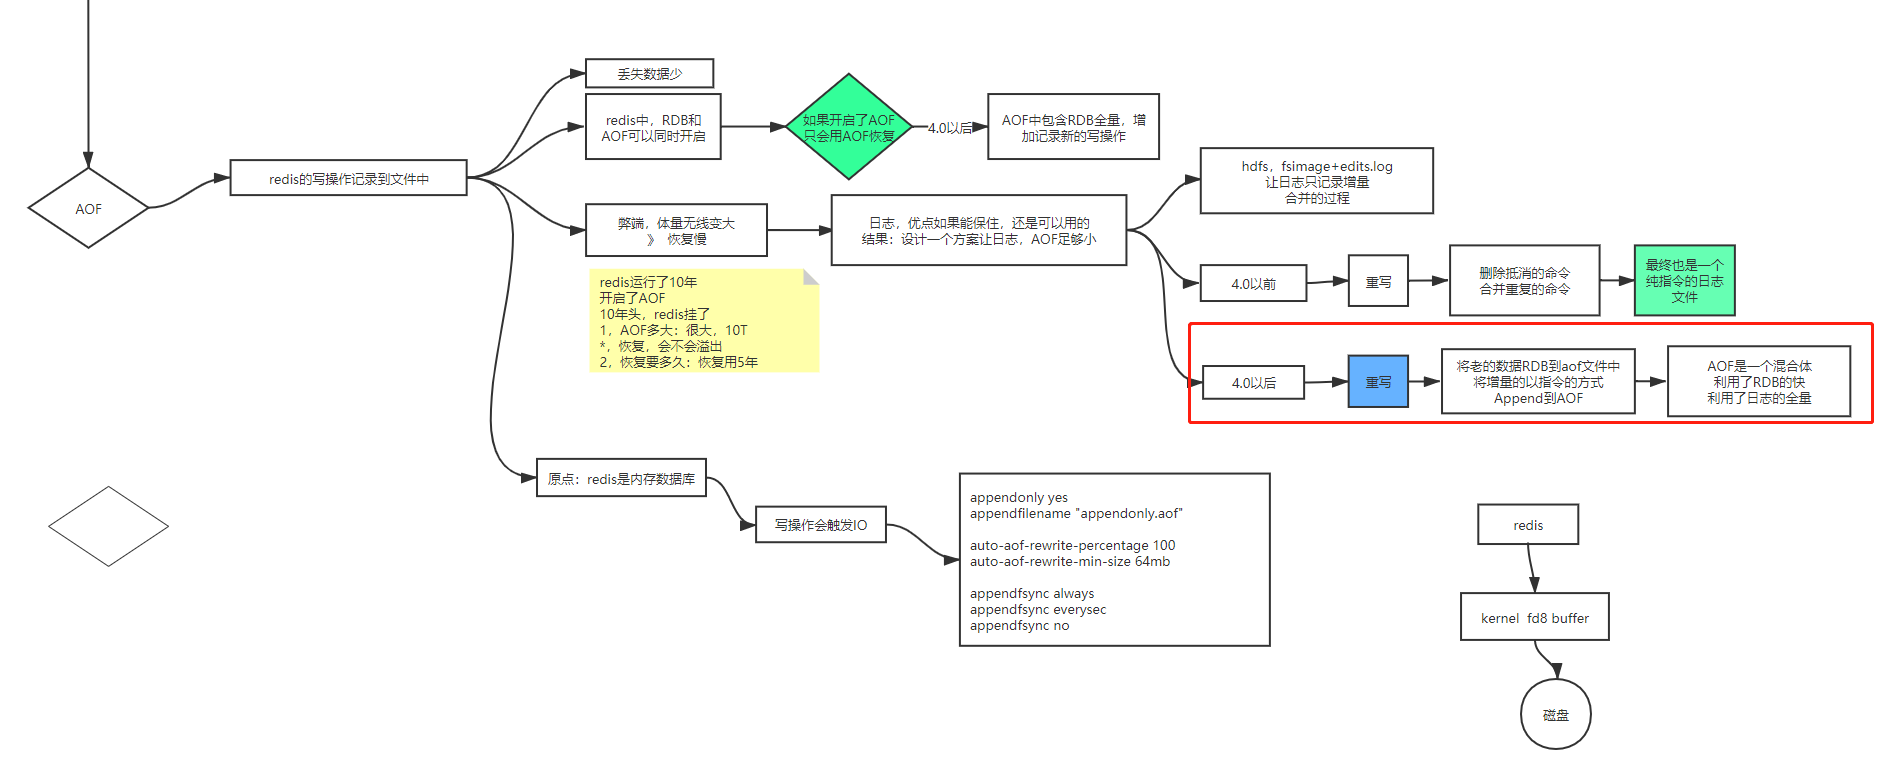 AOF
redis的写操作记录到文件中
丢失数据少
redis中，RDB和
AOF可以同时开启
如果开启了AOF
只会用AOF恢复
4.0以后
AOF中包含RDB全量，增
加记录新的写操作
弊端，体量无线变大
》 恢复慢
redis运行了10年
开启了AOF
10年头，redis挂了
1，AOF多大：很大，10T
*，恢复，会不会溢出
2，恢复要多久：恢复用5年
日志，优点如果能保住，还是可以用的
结果：设计一个方案让日志，AOF足够小
hdfs，fsimage+edits.log
让日志只记录增量
合并的过程
4.0以前
重写
删除抵消的命令
合并重复的命令
最终也是一个
纯指令的日志
文件
4.0以后
重写
将老的数据RDB到aof文件中
将增量的以指令的方式
Append到AOF
AOF是一个混合体
利用了RDB的快
利用了日志的全量
原点：redis是内存数据库
写操作会触发IO
appendonly yes
appendfilename "appendonly.aof"
auto-aof-rewrite-percentage 100
auto-aof-rewrite-min-size 64mb
appendfsync always
appendfsync everysec
appendfsync no
redis
kernel  fd8 buffer
磁盘